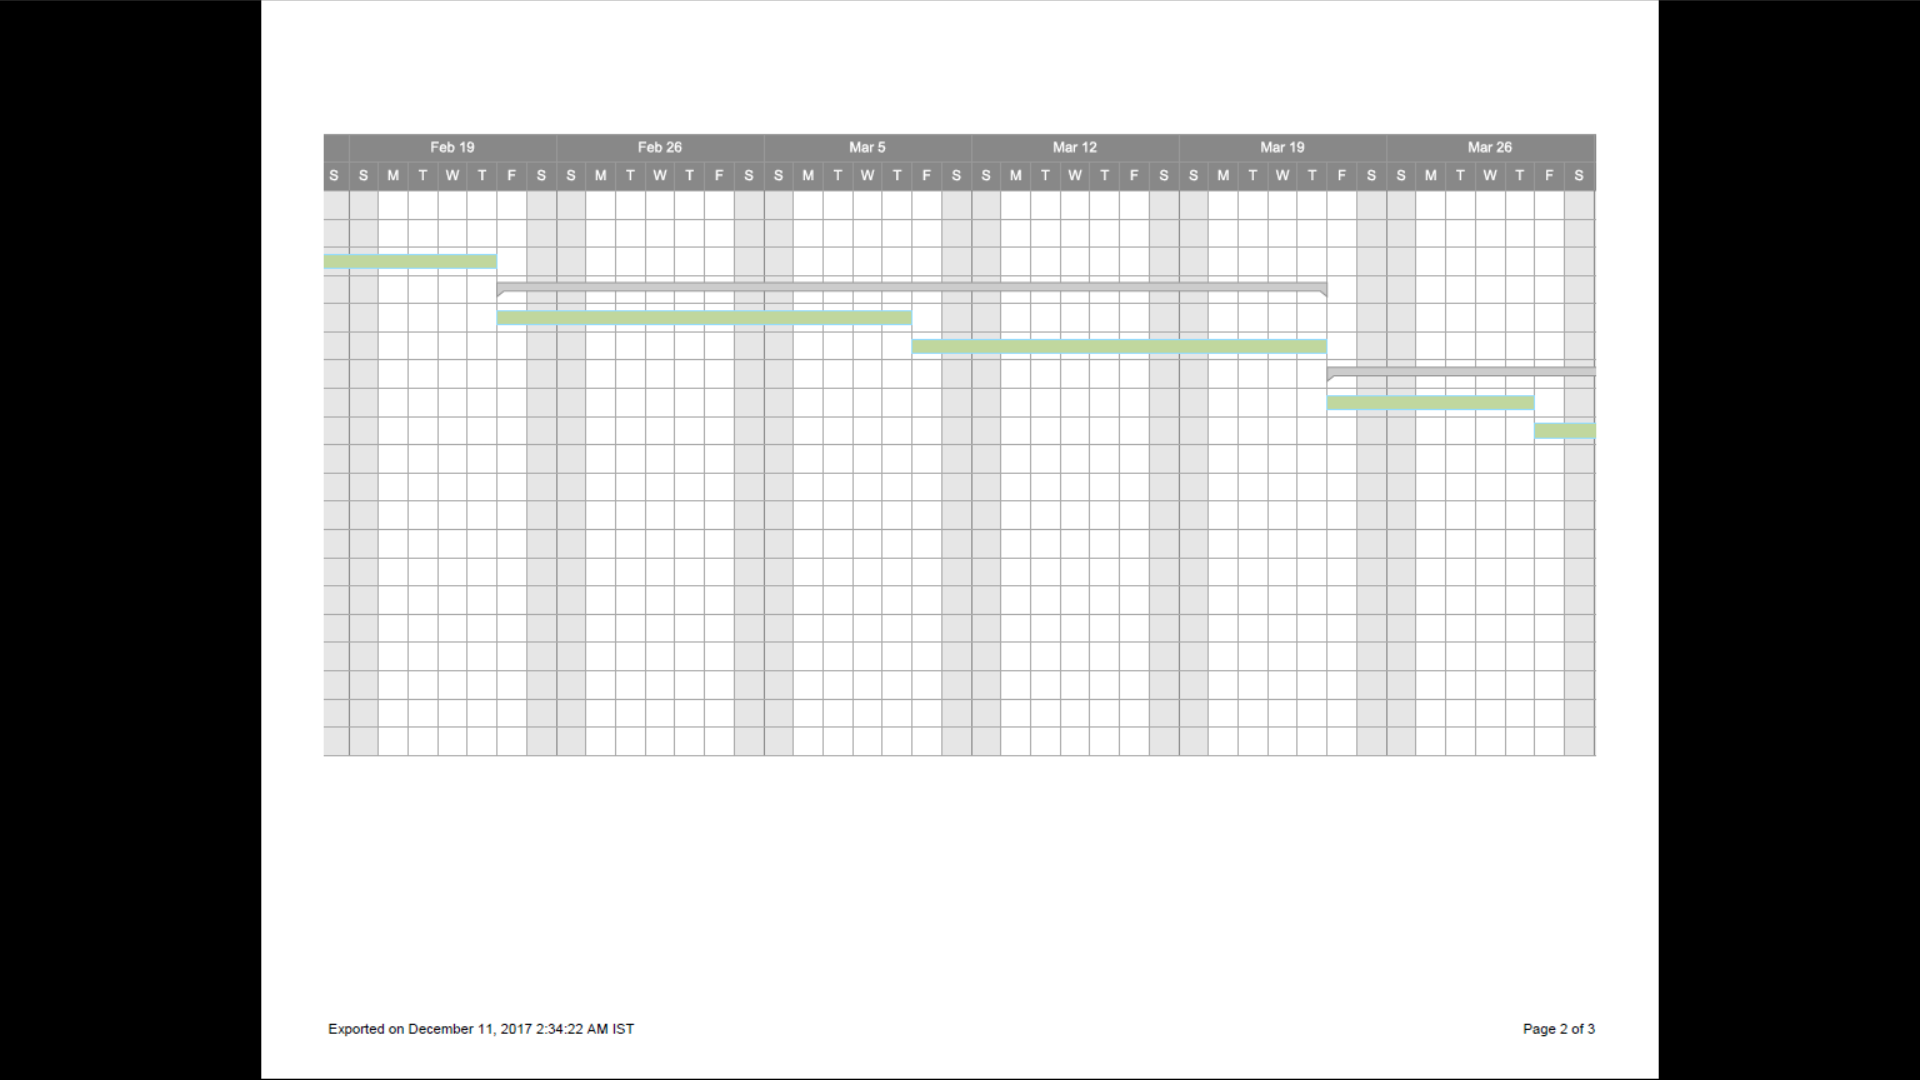 Feb 19 Feb 26 Mar 5 Mar 12 Mar 19 Mar 26
S S M T W T F S S M T W T F S S M T W T F S S M T W T F S S M T W T F S S M T W T F S
Exported on December 11, 2017 2:34:22 AM IST Page 2 of 3